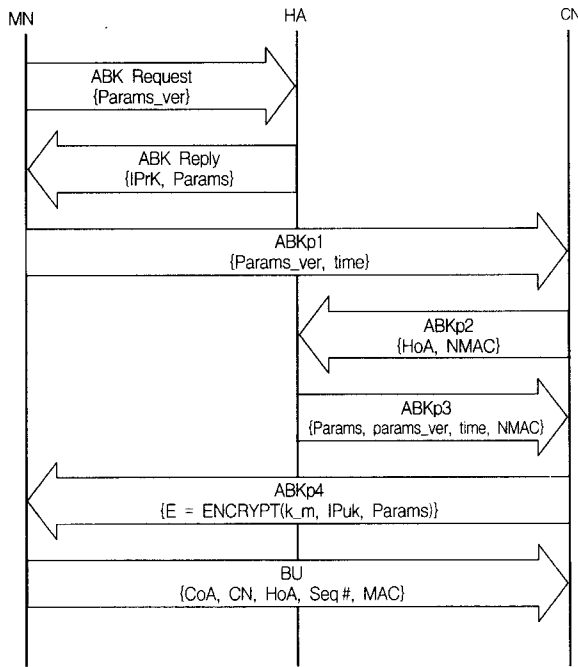 MN HA CN
ABK Request
{Params_ver}
ABK Reply
{IPrK, Params}
ABKp1
{Params_ver, time}
ABKp2
{HoA, NMAC}
ABKp3
{Params, params_ver, time, NMAC}
ABKp4
{E = ENCRYPT(k_m, IPuk, Params)}
BU
{CoA, CN, HoA, Seq #, MAC}